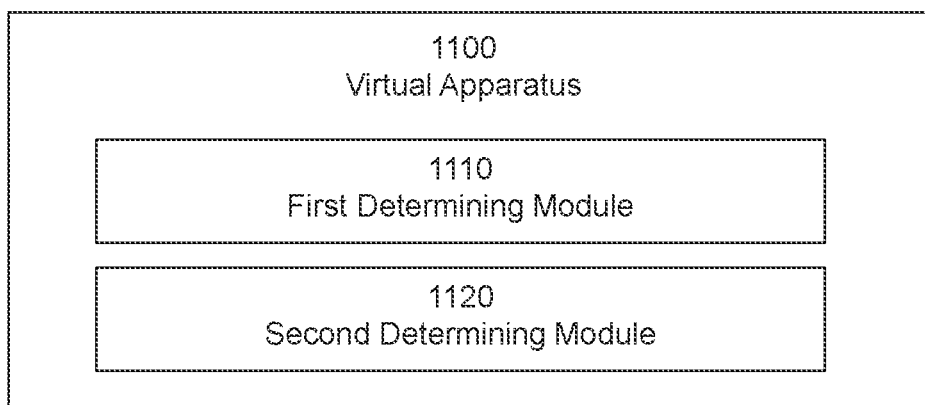 1100
Virtual Apparatus
1110
First Determining Module
1120
Second Determining Module